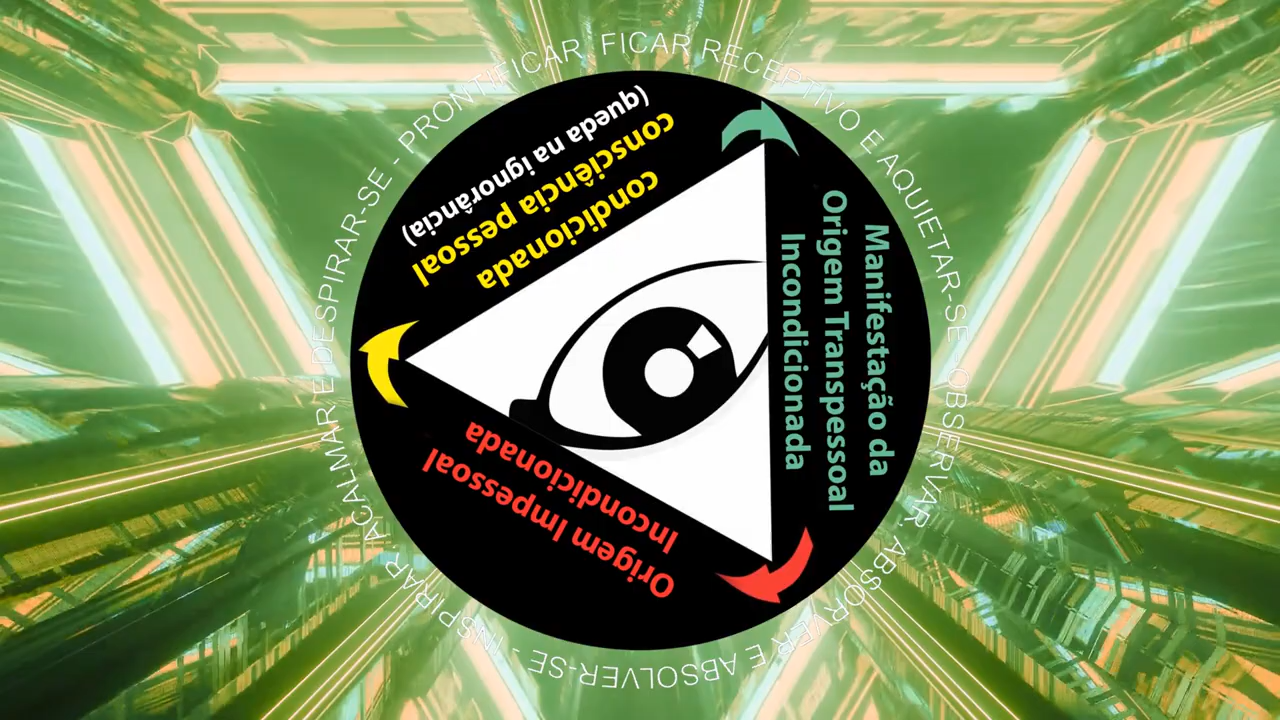 PRONTIFICAR, FICAR RECEPTIVO E AQUIETAR-SE - OBSERVAR, ABSORVER E ABSOLVER-SE - INSPIRAR, ACALMAR E DESPIRAR-SE -
condicionada
consciência pessoal
(queda na ignorância)
Manifestação da
Origem Transpessoal
Incondicionada
Origem Impessoal
Incondicionada